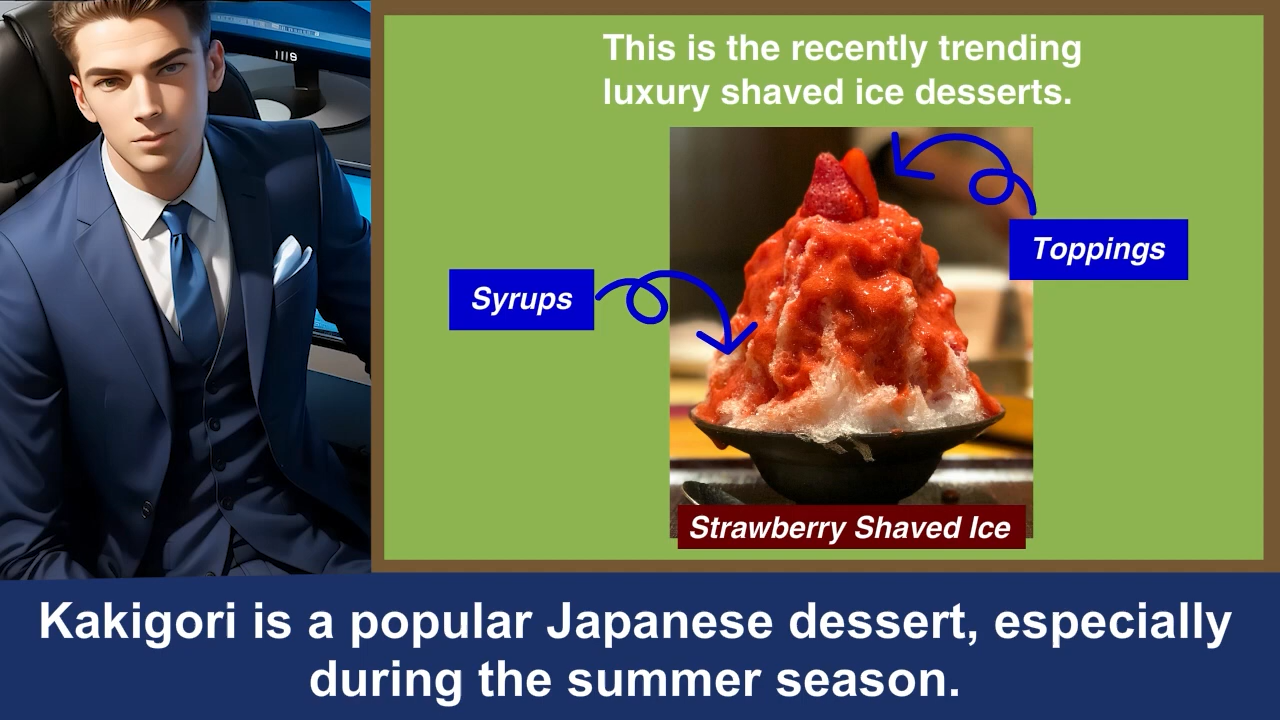 This is the recently trending
luxury shaved ice desserts.
Toppings
Syrups
Strawberry Shaved Ice
Kakigori is a popular Japanese dessert, especially
during the summer season.